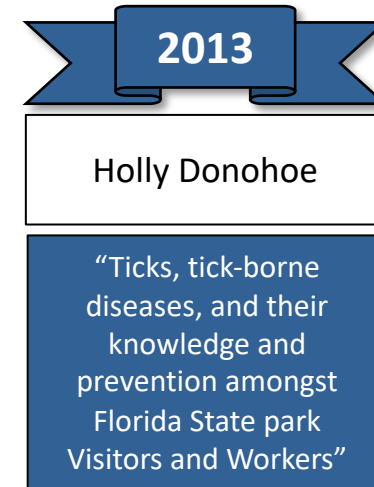 2013
Holly Donohoe
“Ticks, tick-borne
diseases, and their
knowledge and
prevention amongst
Florida State park
Visitors and Workers”